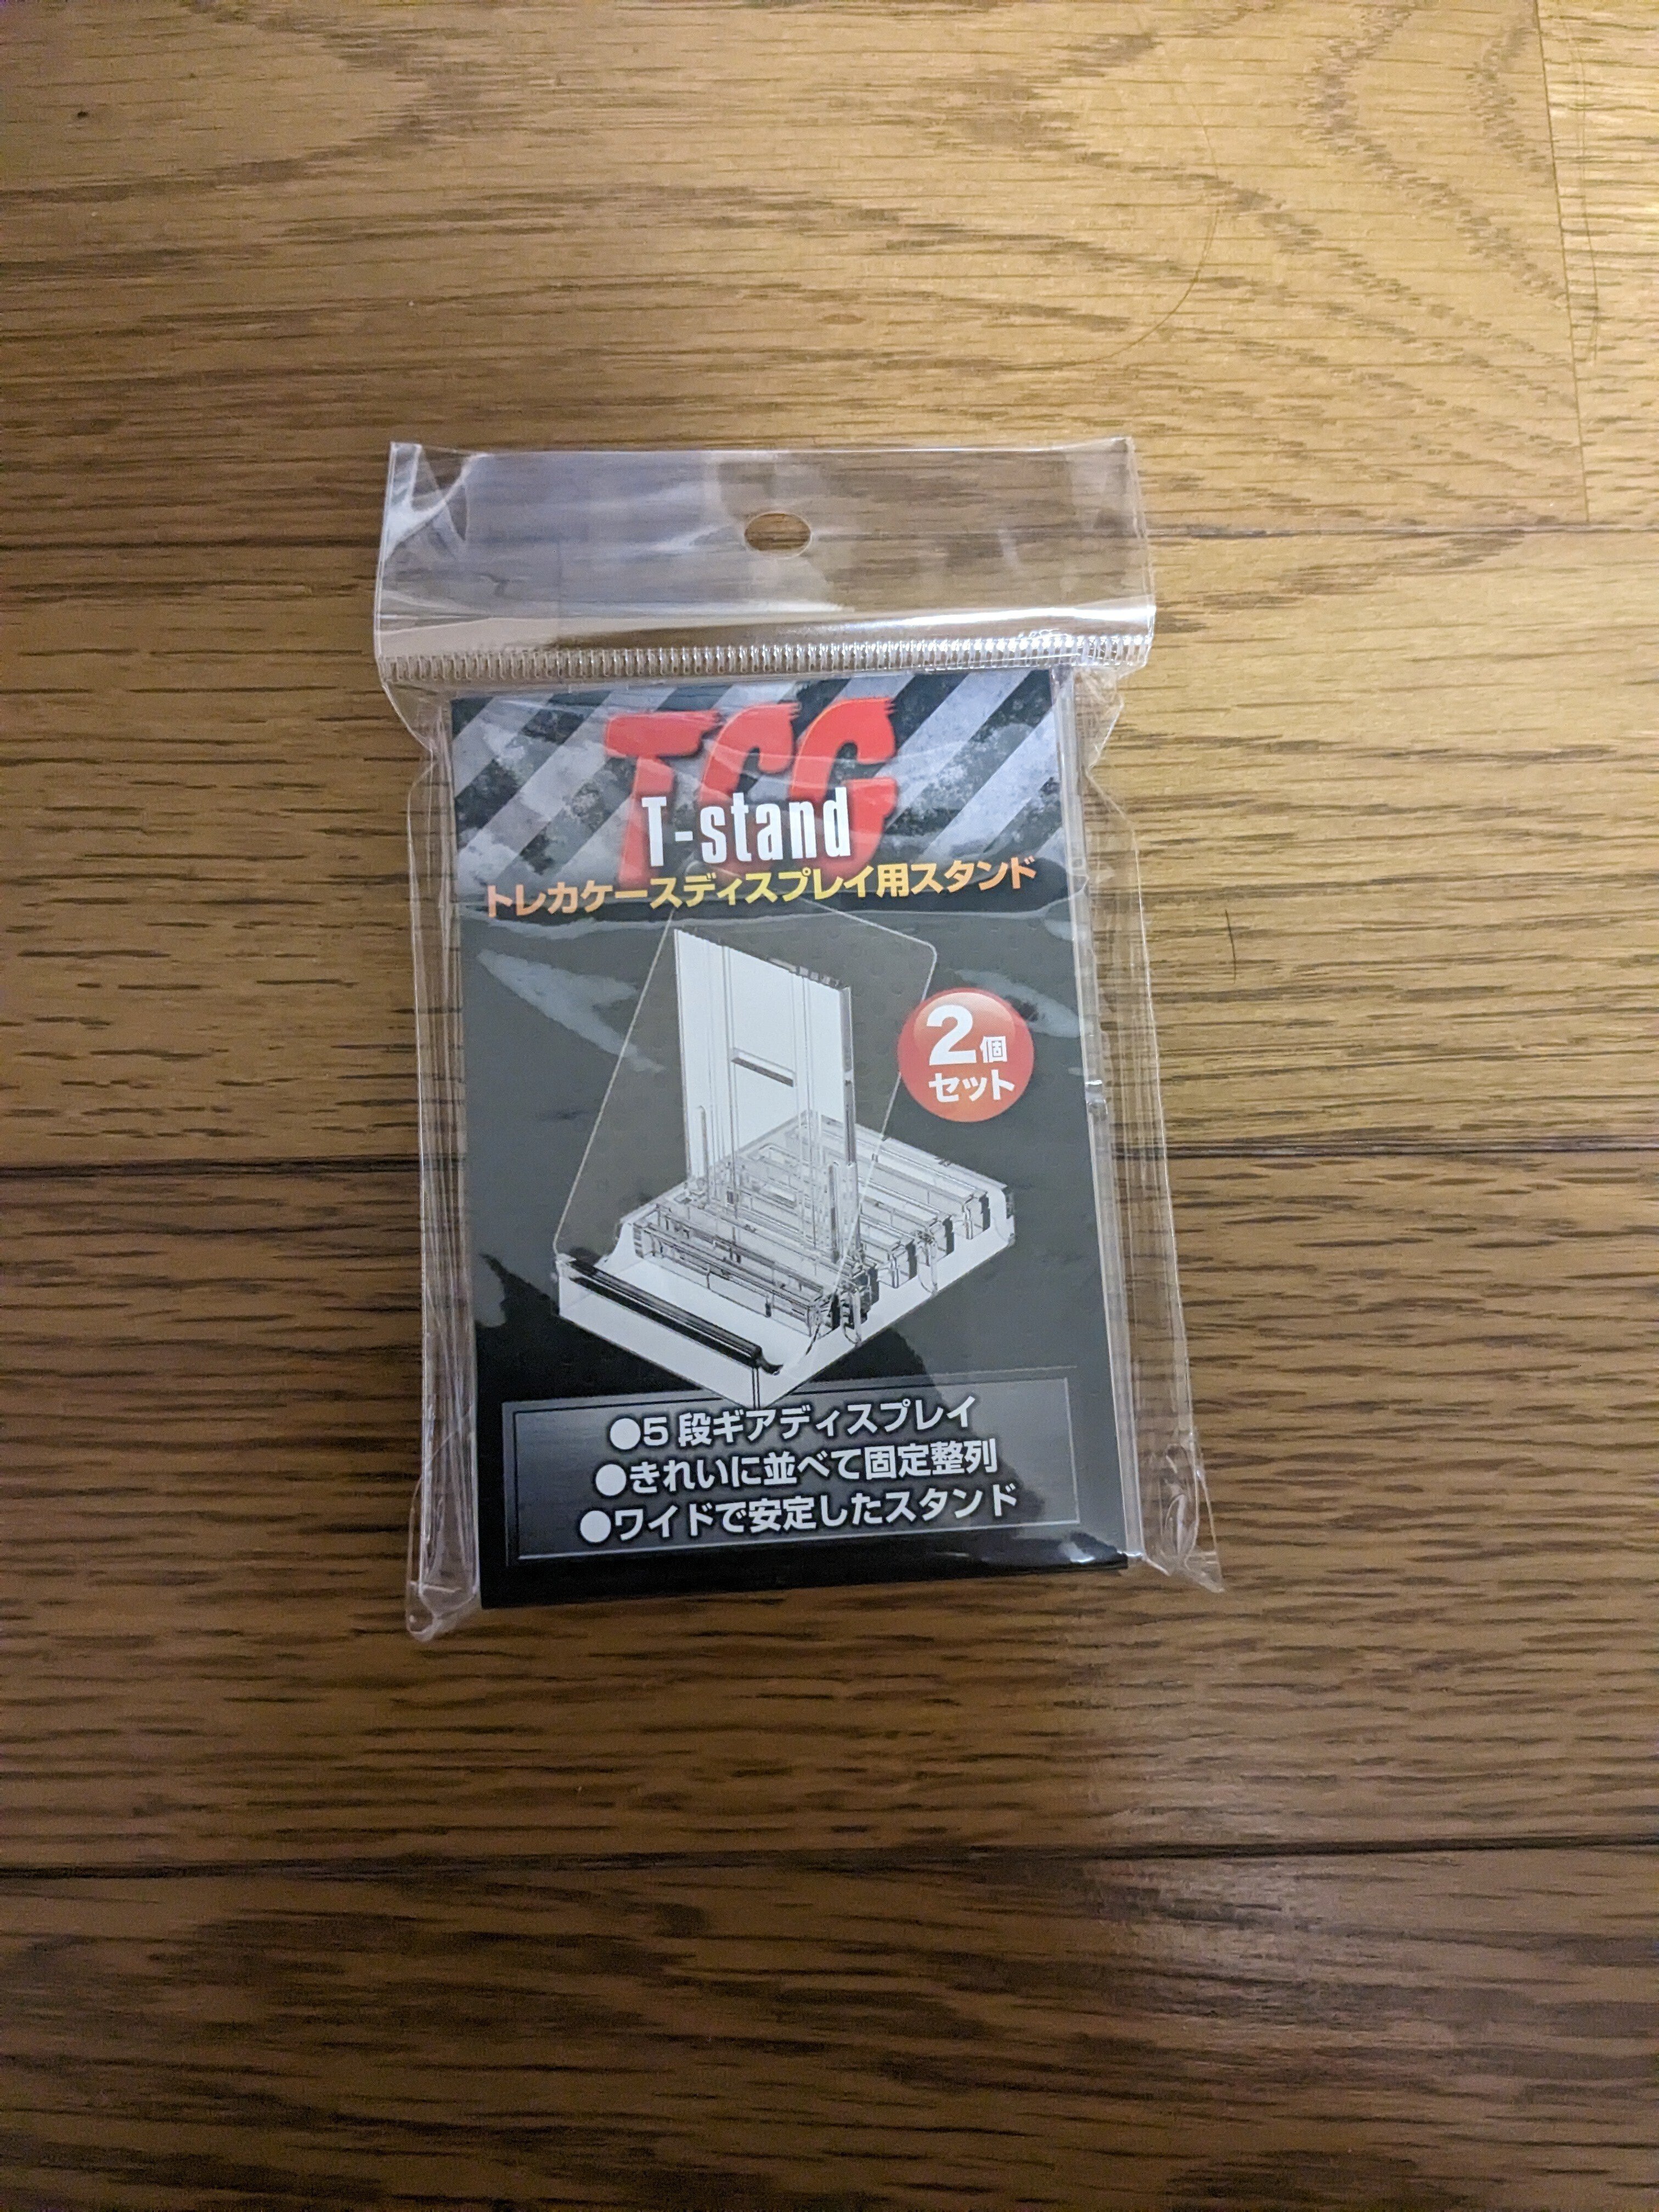 TCG
T-stand
トレカケースディスプレイ用スタンド
2個
セット
●5段ギアディスプレイ
●きれいに並べて固定整列
●ワイドで安定したスタンド